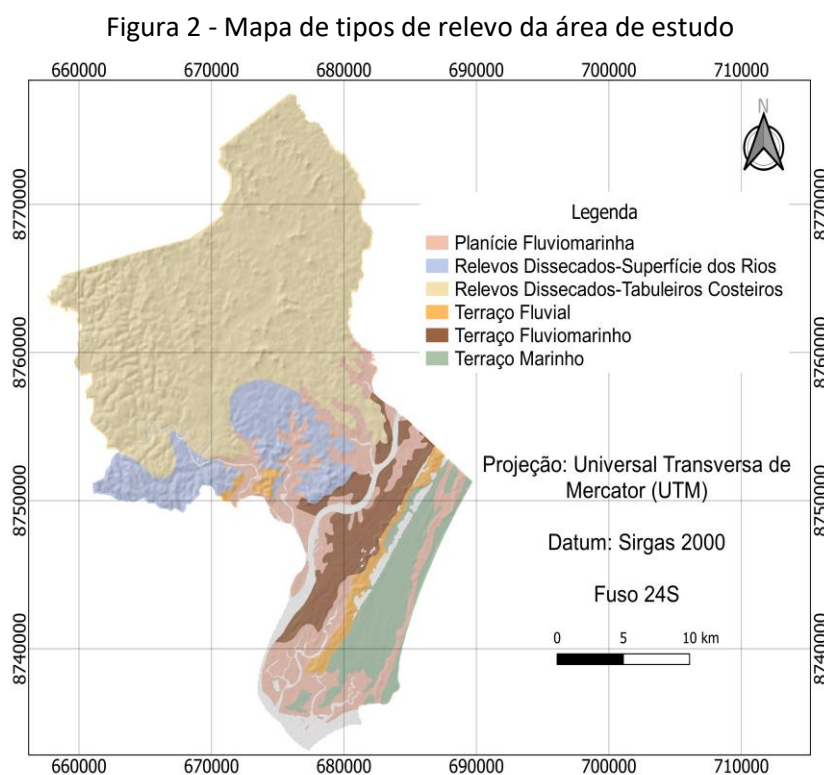 Figura 2 - Mapa de tipos de relevo da área de estudo
660000 670000 680000 690000 700000 710000
N
8770000 8770000
Legenda
Planície Fluviomarinha
Relevos Dissecados-Superfície dos Rios
Relevos Dissecados-Tabuleiros Costeiros
Terraço Fluvial
Terraço Fluviomarinho
Terraço Marinho
8760000 8760000
Projeção: Universal Transversa de
Mercator (UTM)
8750000 8750000
Datum: Sirgas 2000
Fuso 24S
0 5 10 km
8740000 8740000
660000 670000 680000 690000 700000 710000